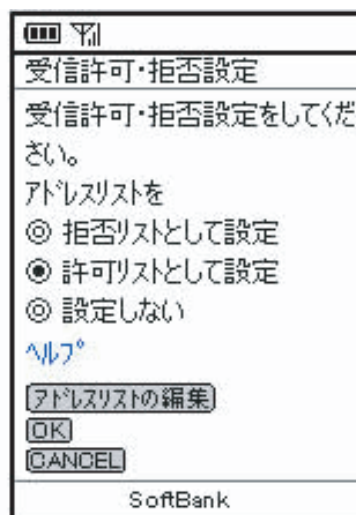 受信許可・拒否設定
受信許可・拒否設定をしてくだ
さい。
アドレスリストを
◎ 拒否リストとして設定
◉ 許可リストとして設定
◎ 設定しない
ヘルプ
アドレスリストの編集
OK
CANCEL
SoftBank